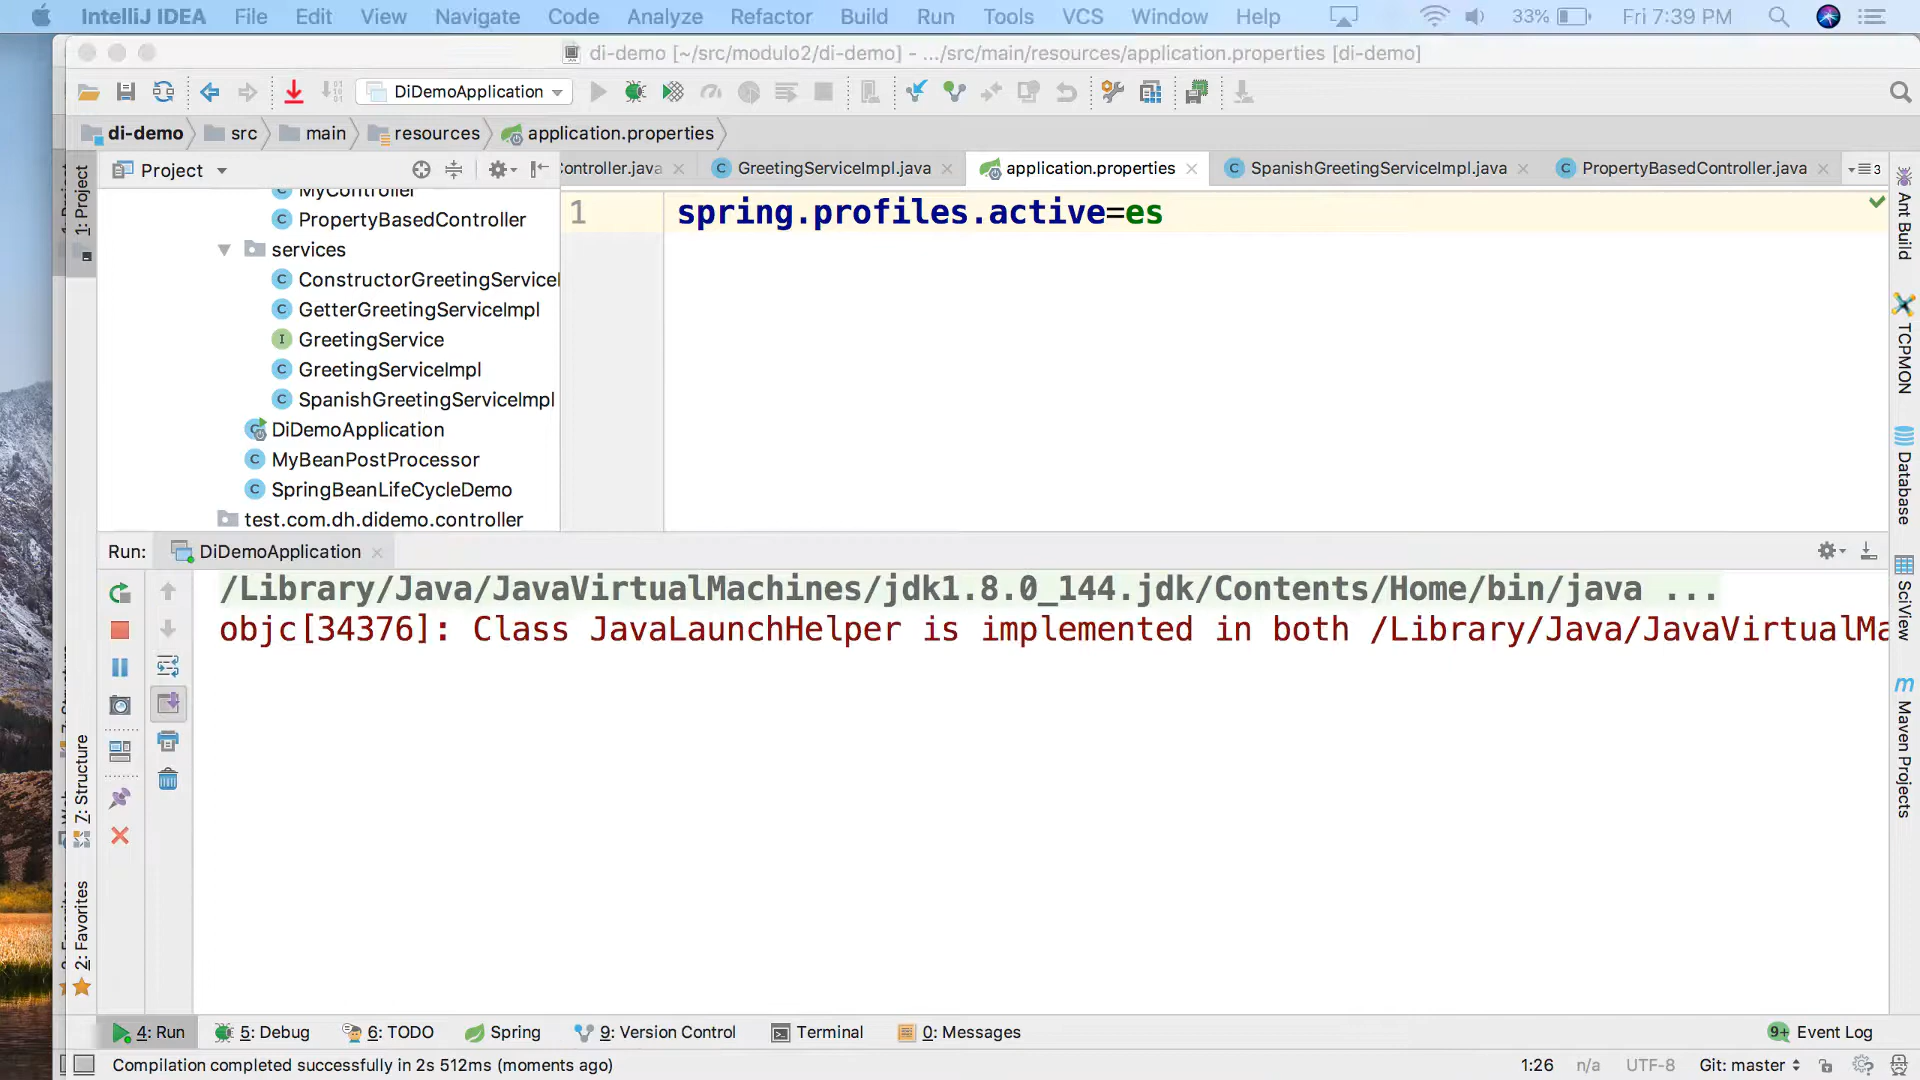 IntelliJ IDEA File Edit View Navigate Code Analyze Refactor Build Run Tools VCS Window Help 33% Fri 7:39 PM
di-demo [~/src/modulo2/di-demo] - .../src/main/resources/application.properties [di-demo]
DiDemoApplication
di-demo src main resources application.properties
Project
Controller.java GreetingServiceImpl.java application.properties SpanishGreetingServiceImpl.java PropertyBasedController.java 3
1 spring.profiles.active=es
MyController
PropertyBasedController
services
ConstructorGreetingServiceI
GetterGreetingServiceImpl
GreetingService
GreetingServiceImpl
SpanishGreetingServiceImpl
DiDemoApplication
MyBeanPostProcessor
SpringBeanLifeCycleDemo
test.com.dh.didemo.controller
1: Project
Z: Structure
2: Favorites
Ant Build
TCPMON
Database
SciView
Maven Projects
Run: DiDemoApplication
/Library/Java/JavaVirtualMachines/jdk1.8.0_144.jdk/Contents/Home/bin/java ...
objc[34376]: Class JavaLaunchHelper is implemented in both /Library/Java/JavaVirtualMa
4: Run 5: Debug 6: TODO Spring 9: Version Control Terminal 0: Messages 9+ Event Log
Compilation completed successfully in 2s 512ms (moments ago) 1:26 n/a UTF-8 Git: master